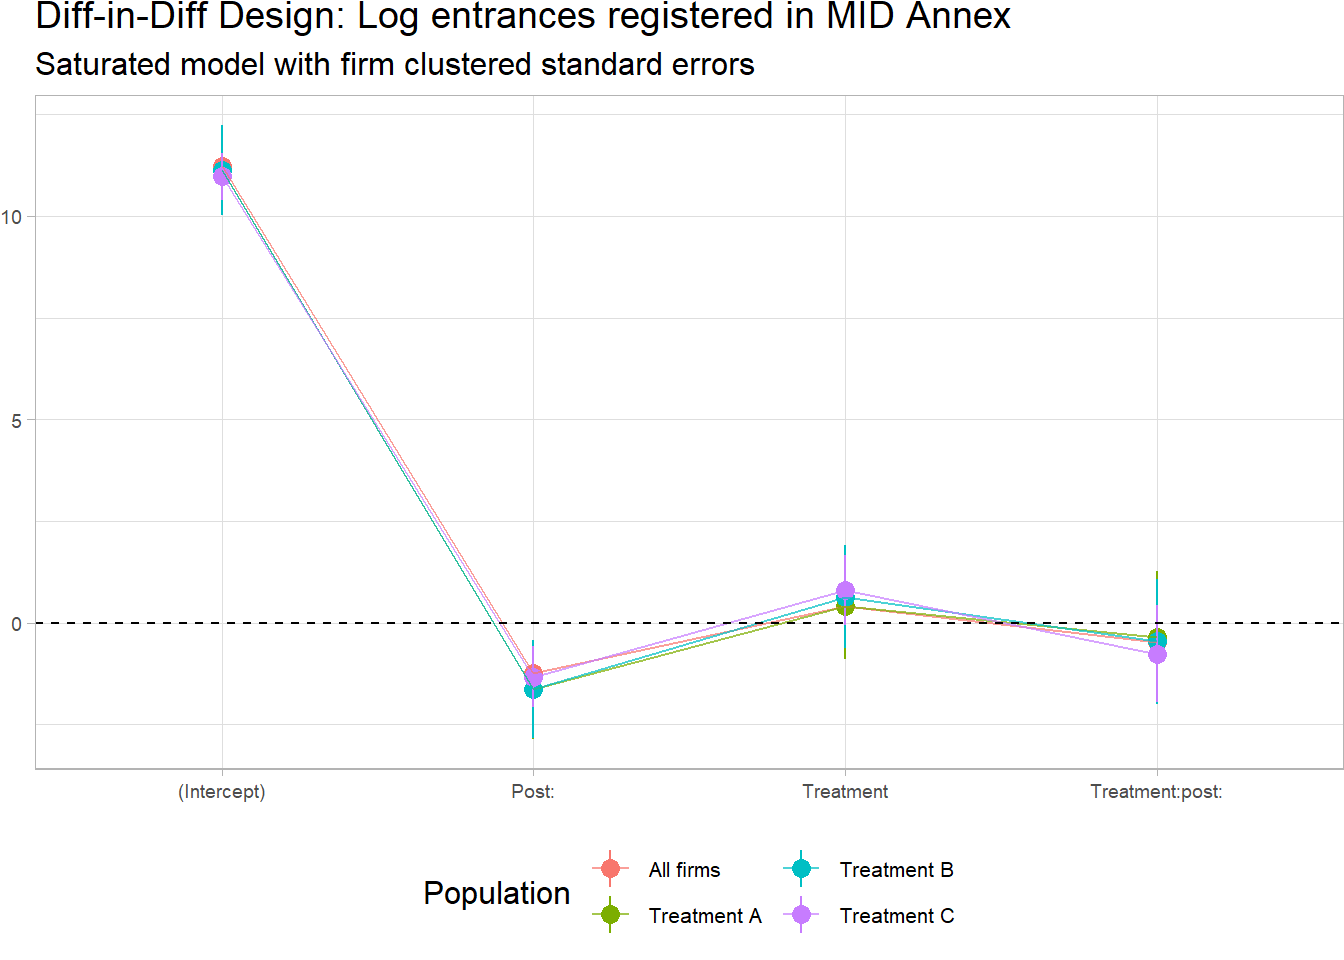 Diff-in-Diff Design: Log entrances registered in MID Annex
Saturated model with firm clustered standard errors
10
5
0
(Intercept)
Post:
Treatment
Treatment:post:
Population
All firms
Treatment B
Treatment A
Treatment C